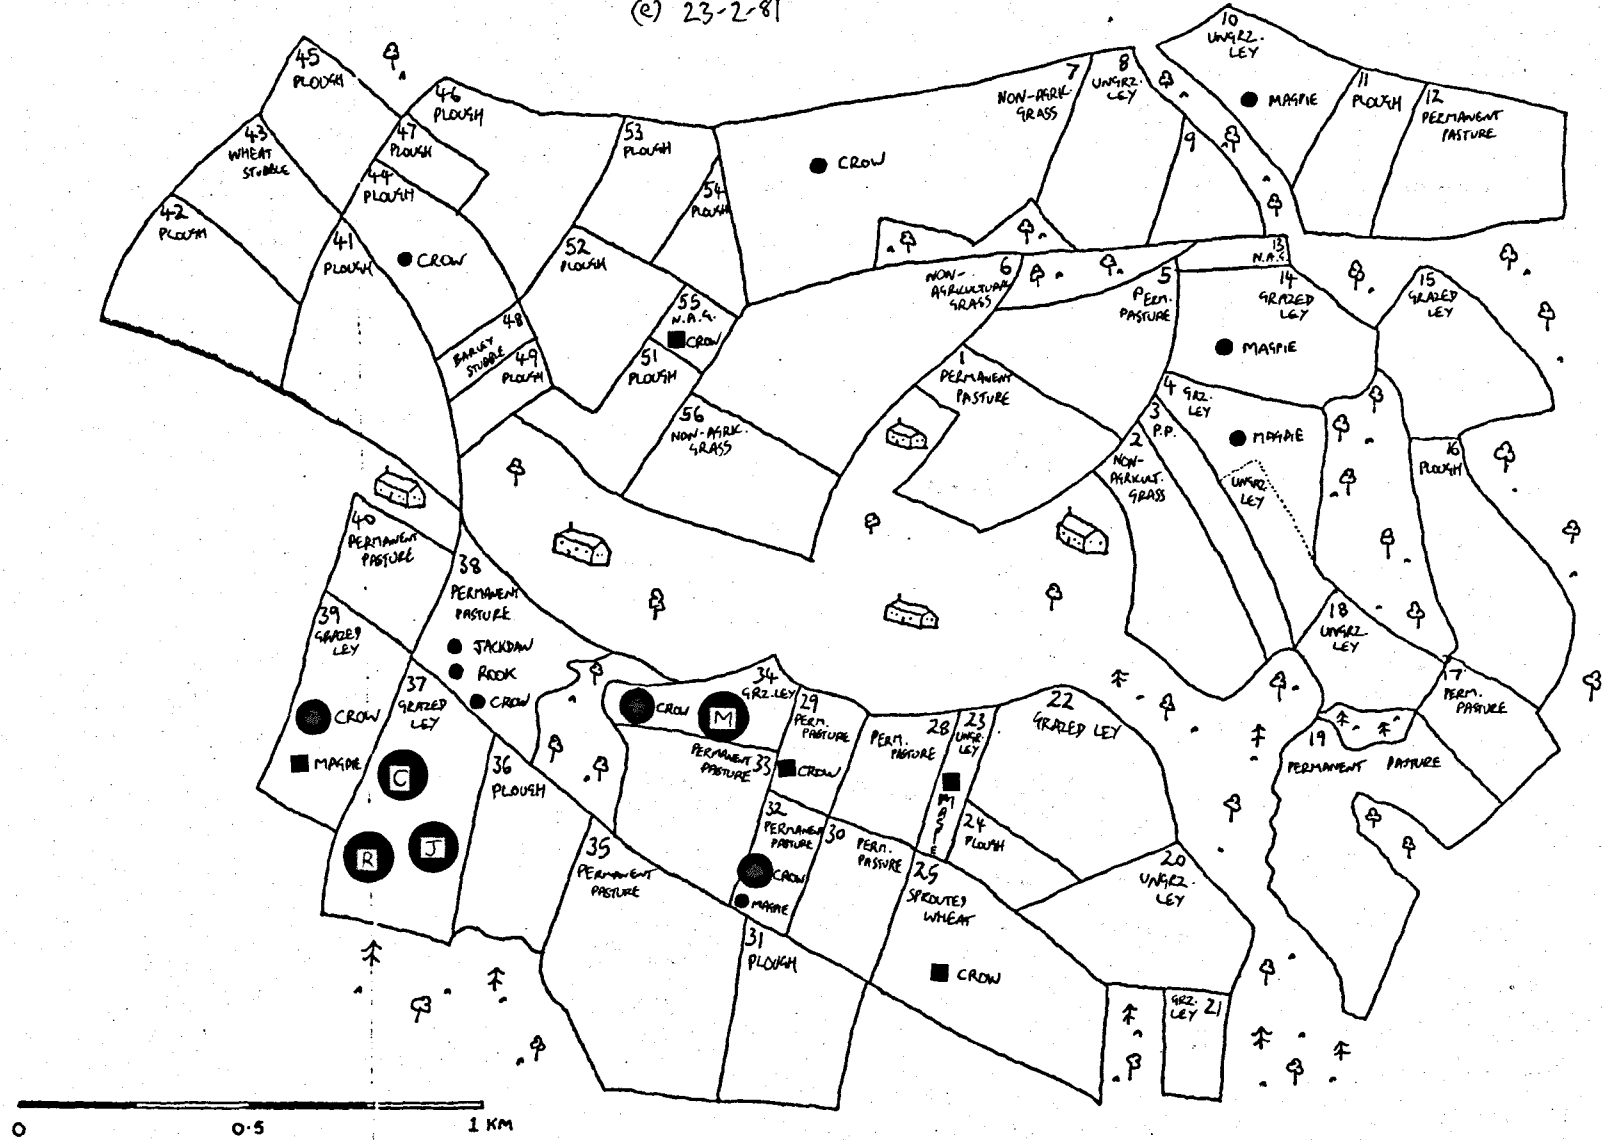 (e) 23-2-81
10
UNGRZ.
LEY
MAGPIE
11
PLOUGH
12
PERMANENT
PASTURE
45
PLOUGH
46
PLOUGH
47
PLOUGH
43
WHEAT
STUBBLE
44
PLOUGH
CROW
42
PLOUGH
41
PLOUGH
53
PLOUGH
54
PLOUGH
52
PLOUGH
7
NON-AGRIK.
GRASS
CROW
8
UNGRZ.
LEY
9
13
N.A.G.
6
NON-
AGRICULTURAL
GRASS
5
PERM.
PASTURE
14
GRAZED
LEY
MAGPIE
15
GRAZED
LEY
48
BARLEY
STUBBLE
49
PLOUGH
55
N.A.G.
CROW
51
PLOUGH
56
NON-AGRIK.
GRASS
1
PERMANENT
PASTURE
4
GRZ.
LEY
MAGPIE
UNGRZ.
LEY
3
P.P.
2
NON-
AGRICULT.
GRASS
16
PLOUGH
40
PERMANENT
PASTURE
38
PERMANENT
PASTURE
JACKDAW
ROOK
CROW
39
GRAZED
LEY
CROW
MAGPIE
37
GRAZED
LEY
C
R
J
36
PLOUGH
34
GRZ.LEY
CROW
M
PERMANENT
PASTURE 33
29
PERM.
PASTURE
CROW
28
PERM.
PASTURE
23
UNGR.
LEY
MAGPIE
22
GRAZED LEY
18
UNGRZ.
LEY
17
PERM.
PASTURE
19
PERMANENT PASTURE
32
PERMANENT
PASTURE
CROW
MAGPIE
30
PERM.
PASTURE
24
PLOUGH
35
PERMANENT
PASTURE
25
SPROUTED
WHEAT
CROW
20
UNGRZ.
LEY
31
PLOUGH
GRZ.
LEY 21
0 0.5 1 KM